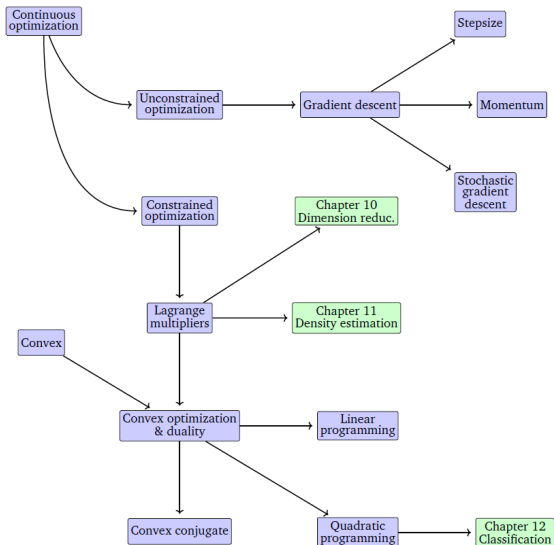 Continuous
optimization
Stepsize
Unconstrained
optimization
Gradient descent
Momentum
Stochastic
gradient
descent
Constrained
optimization
Chapter 10
Dimension reduc.
Lagrange
multipliers
Chapter 11
Density estimation
Convex
Convex optimization
& duality
Linear
programming
Convex conjugate
Quadratic
programming
Chapter 12
Classification